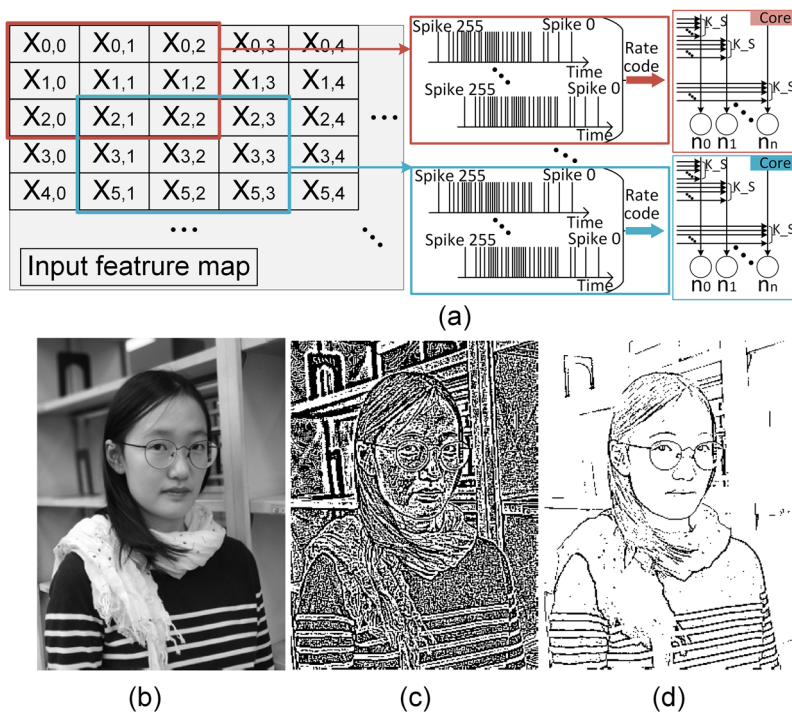 X0,0 X0,1 X0,2 X0,3 X0,4
X1,0 X1,1 X1,2 X1,3 X1,4
X2,0 X2,1 X2,2 X2,3 X2,4
X3,0 X3,1 X3,2 X3,3 X3,4
X4,0 X5,1 X5,2 X5,3 X5,4
Input featrure map
Spike 255 Spike 0
Time
Spike 255 Spike 0
Time
Rate
code
Core
K_S
K_S
K_S
n0 n1 nn
Spike 255 Spike 0
Time
Spike 255 Spike 0
Time
Rate
code
Core
K_S
K_S
K_S
n0 n1 nn
(a)
(b) (c) (d)